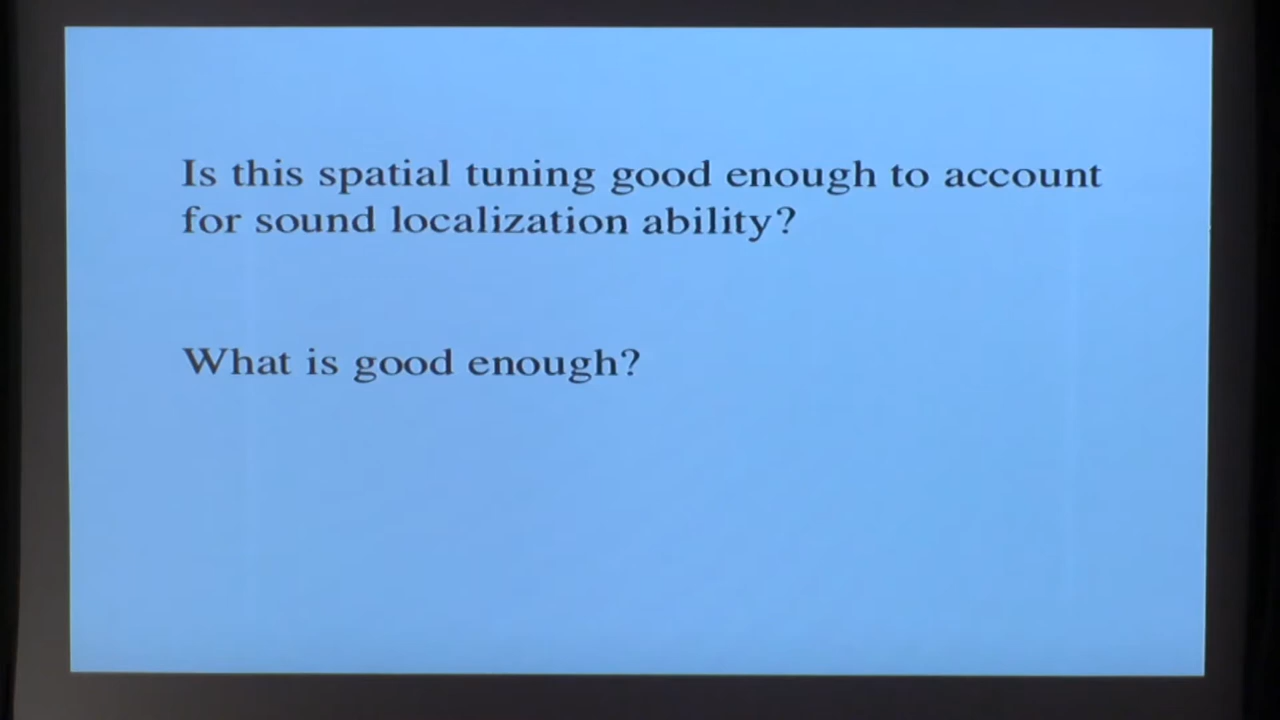 Is this spatial tuning good enough to account
for sound localization ability?
What is good enough?